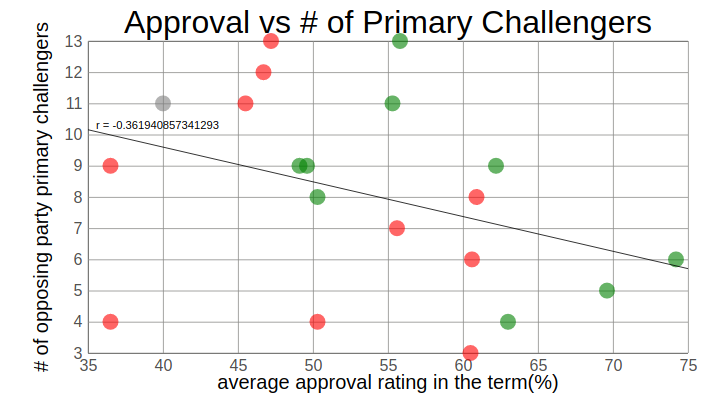 Approval vs # of Primary Challengers
# of opposing party primary challengers
13
12
11
10
9
8
7
6
5
4
3
r = -0.361940857341293
35 40 45 50 55 60 65 70 75
average approval rating in the term(%)